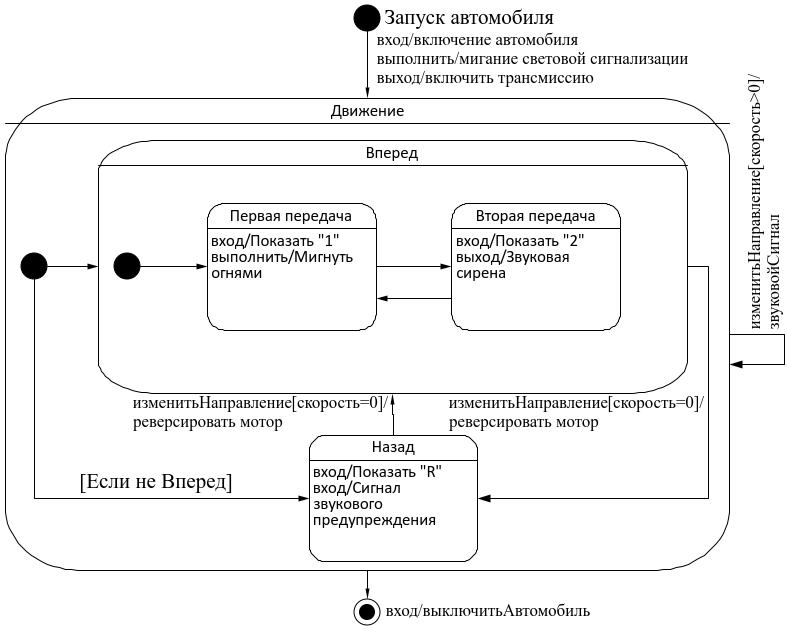 Запуск автомобиля
вход/включение автомобиля
выполнить/мигание световой сигнализации
выход/включить трансмиссию
Движение
изменитьНаправление[скорость>0]/
звуковойСигнал
Вперед
Первая передача
вход/Показать "1"
выполнить/Мигнуть
огнями
Вторая передача
вход/Показать "2"
выход/Звуковая
сирена
изменитьНаправление[скорость=0]/
реверсировать мотор
изменитьНаправление[скорость=0]/
реверсировать мотор
Назад
вход/Показать "R"
вход/Сигнал
звукового
предупреждения
[Если не Вперед]
вход/выключитьАвтомобиль